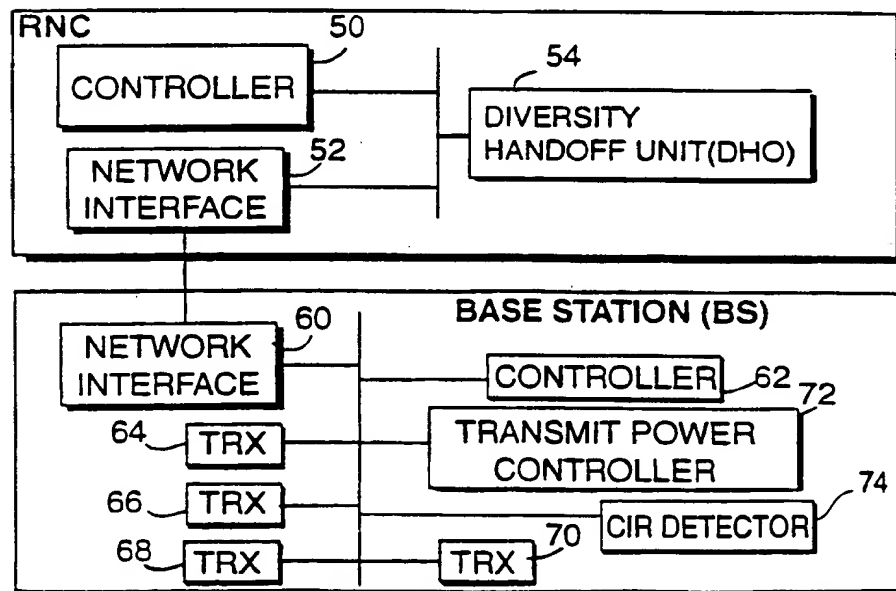 RNC
50
CONTROLLER
54
DIVERSITY
HANDOFF UNIT(DHO)
52
NETWORK
INTERFACE
BASE STATION (BS)
60
NETWORK
INTERFACE
CONTROLLER
62
72
64
TRX
TRANSMIT POWER
CONTROLLER
66
TRX
74
CIR DETECTOR
68
TRX
70
TRX